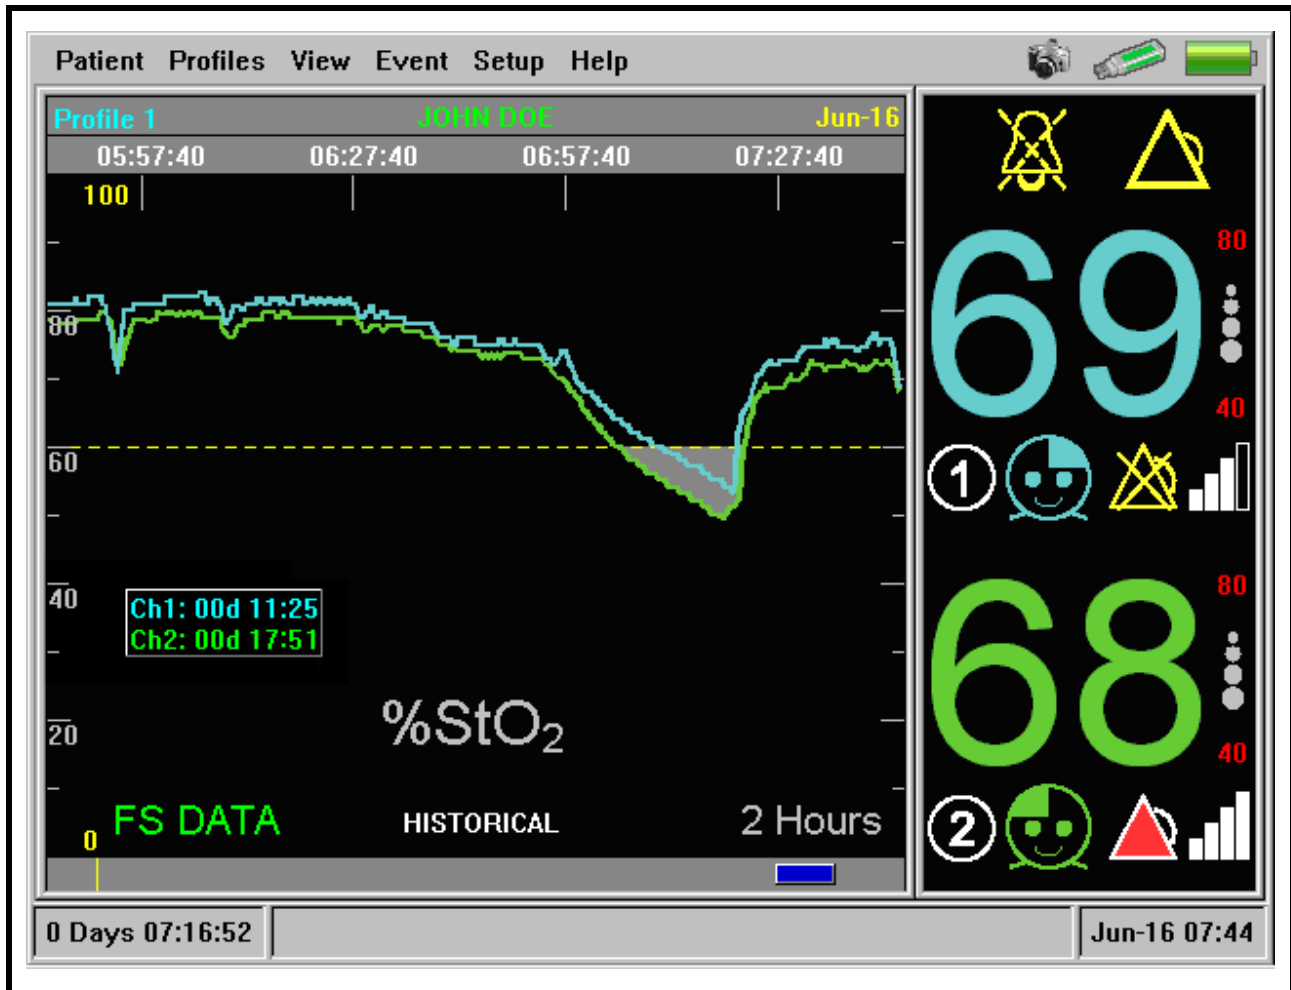 Patient Profiles View Event Setup Help
Profile 1 JOHN DOE Jun-16
05:57:40 06:27:40 06:57:40 07:27:40
100
80
60
40
Ch1: 00d 11:25
Ch2: 00d 17:51
20
%StO2
FS DATA HISTORICAL 2 Hours
0
69
80
40
1
68
80
40
2
0 Days 07:16:52
Jun-16 07:44